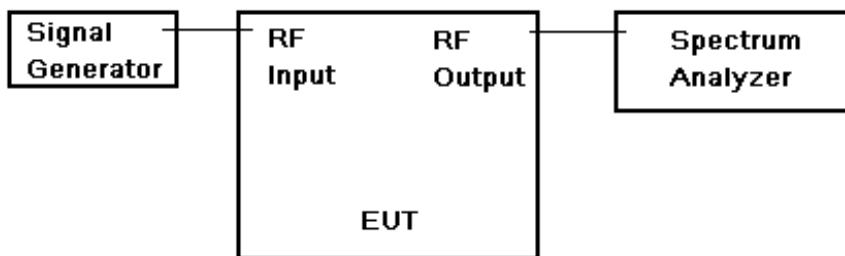 Signal
Generator
RF
Input
RF
Output
EUT
Spectrum
Analyzer